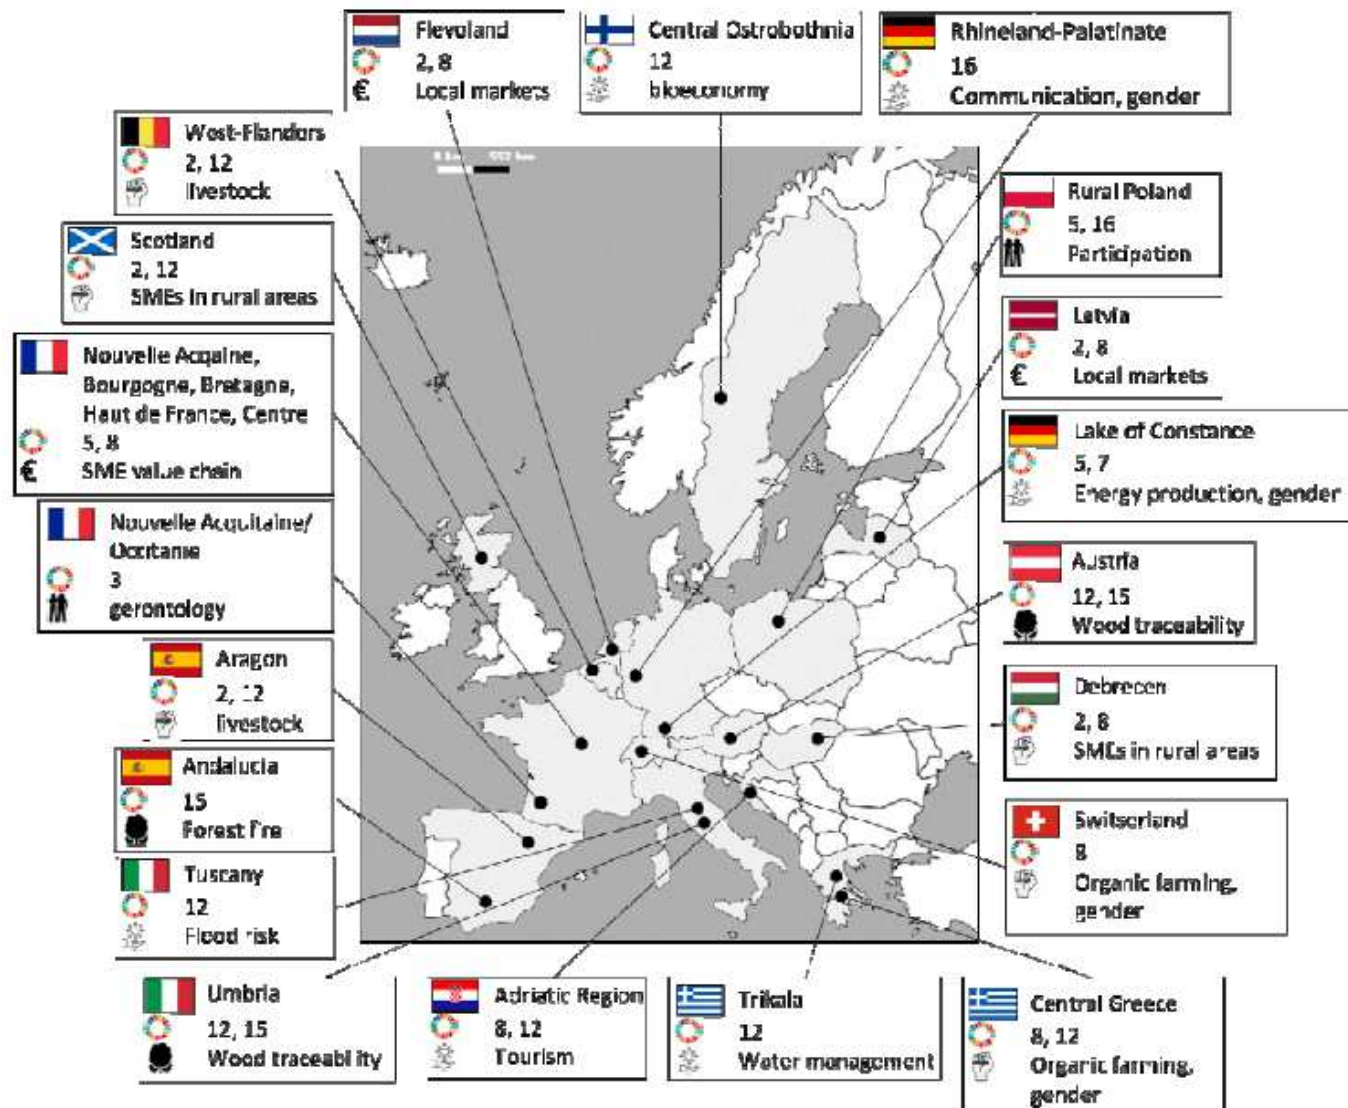 Flevoland
2, 8
€ Local markets
Central Ostrobothnia
12
bioeconomy
Rhineland-Palatinate
16
Communication, gender
West-Flanders
2, 12
livestock
Scotland
2, 12
SMEs in rural areas
Nouvelle Acqaine,
Bourgogne, Bretagne,
Haut de France, Centre
5, 8
€ SME value chain
Nouvelle Acquitaine/
Occitanie
3
gerontology
Aragon
2, 12
livestock
Andalucia
15
Forest fire
Tuscany
12
Flood risk
Umbria
12, 15
Wood traceability
Adriatic Region
8, 12
Tourism
Trikala
12
Water management
Central Greece
8, 12
Organic farming,
gender
Rural Poland
5, 16
Participation
Latvia
2, 8
€ Local markets
Lake of Constance
5, 7
Energy production, gender
Austria
12, 15
Wood traceability
Debrecen
2, 8
SMEs in rural areas
Switserland
8
Organic farming,
gender